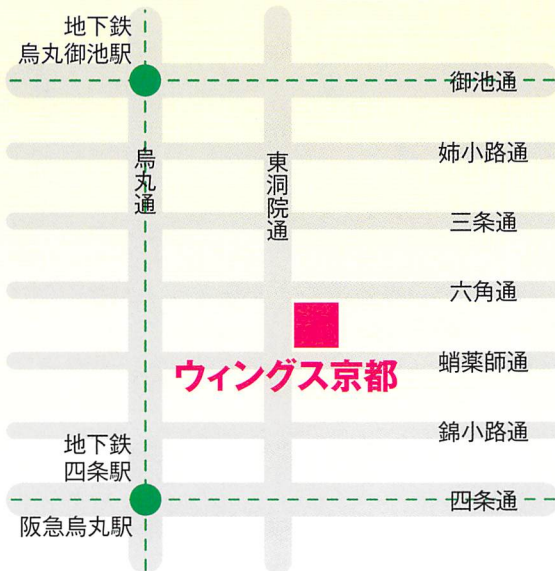 地下鉄
烏丸御池駅
御池通
姉小路通
烏丸通
東洞院通
三条通
六角通
ウィングス京都
蛸薬師通
錦小路通
地下鉄
四条駅
四条通
阪急烏丸駅